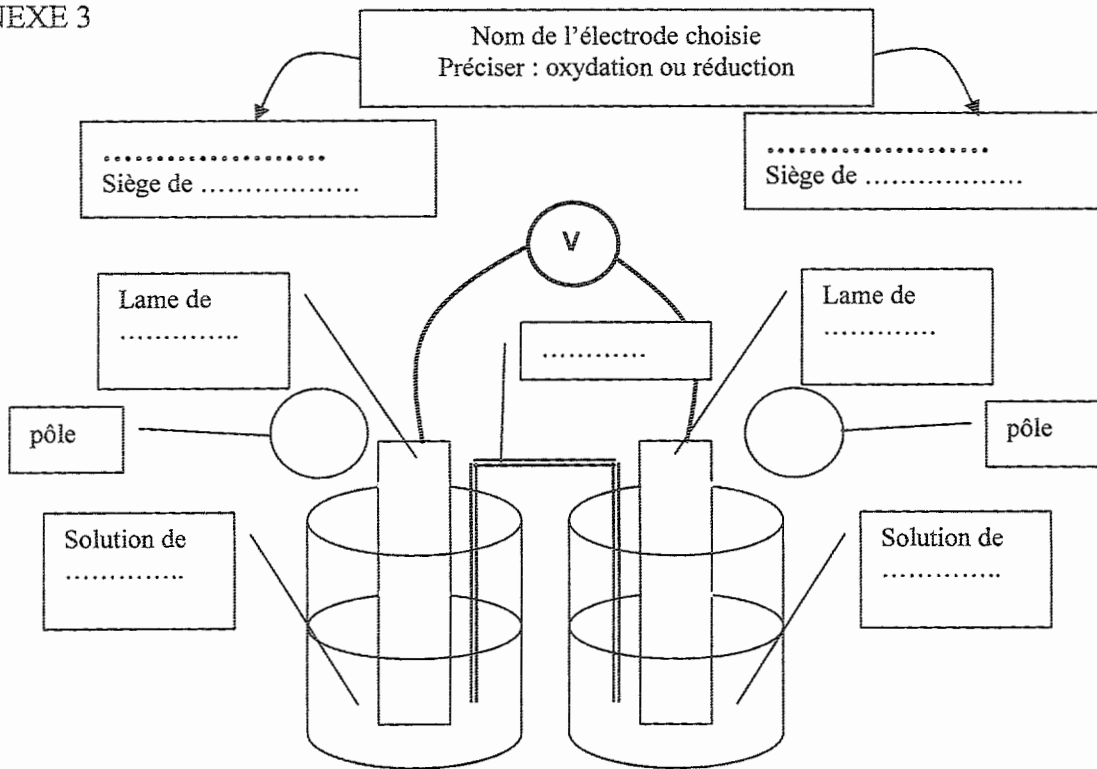 NEXE 3
Nom de l'électrode choisie
Préciser : oxydation ou réduction
.....................
Siège de ...................
.....................
Siège de ...................
V
Lame de
..............
Lame de
.............
............
pôle
pôle
Solution de
..............
Solution de
..............